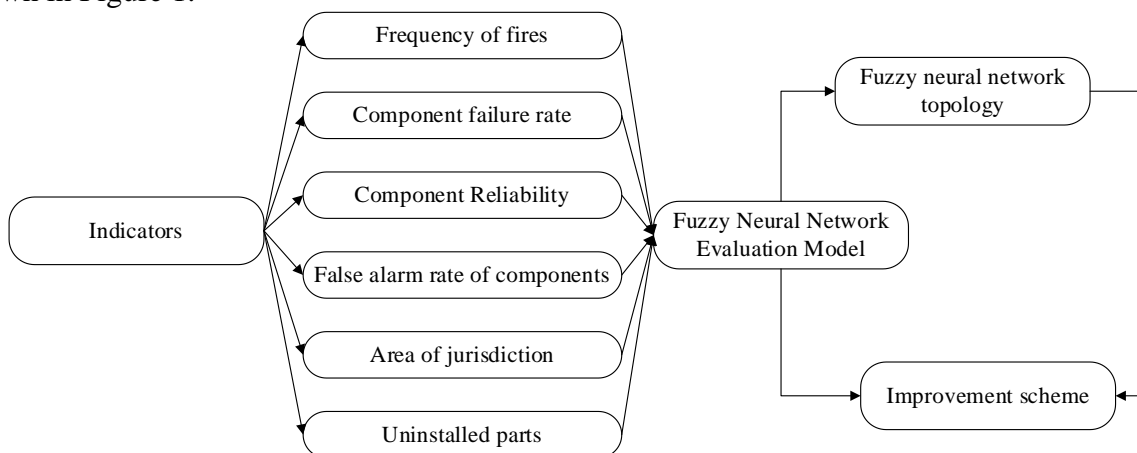 Frequency of fires
Component failure rate
Component Reliability
False alarm rate of components
Area of jurisdiction
Uninstalled parts
Indicators
Fuzzy Neural Network
Evaluation Model
Fuzzy neural network
topology
Improvement scheme